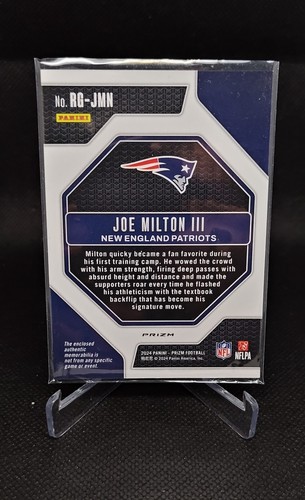 No. RG-JMN
PANINI
JOE MILTON III
NEW ENGLAND PATRIOTS
Milton quicky became a fan favorite during
his first training camp. He wowed the crowd
with his arm strength, firing deep passes with
absurd height and distance and made the
supporters roar every time he flashed
his athleticism with the textbook
backflip that has become his
signature move.
PRIZM
The enclosed
authentic
memorabilia is
not from any specific
game or event.
2024 PANINI - PRIZM FOOTBALL
© 2024 Panini America, Inc.
NFL
NFLPA